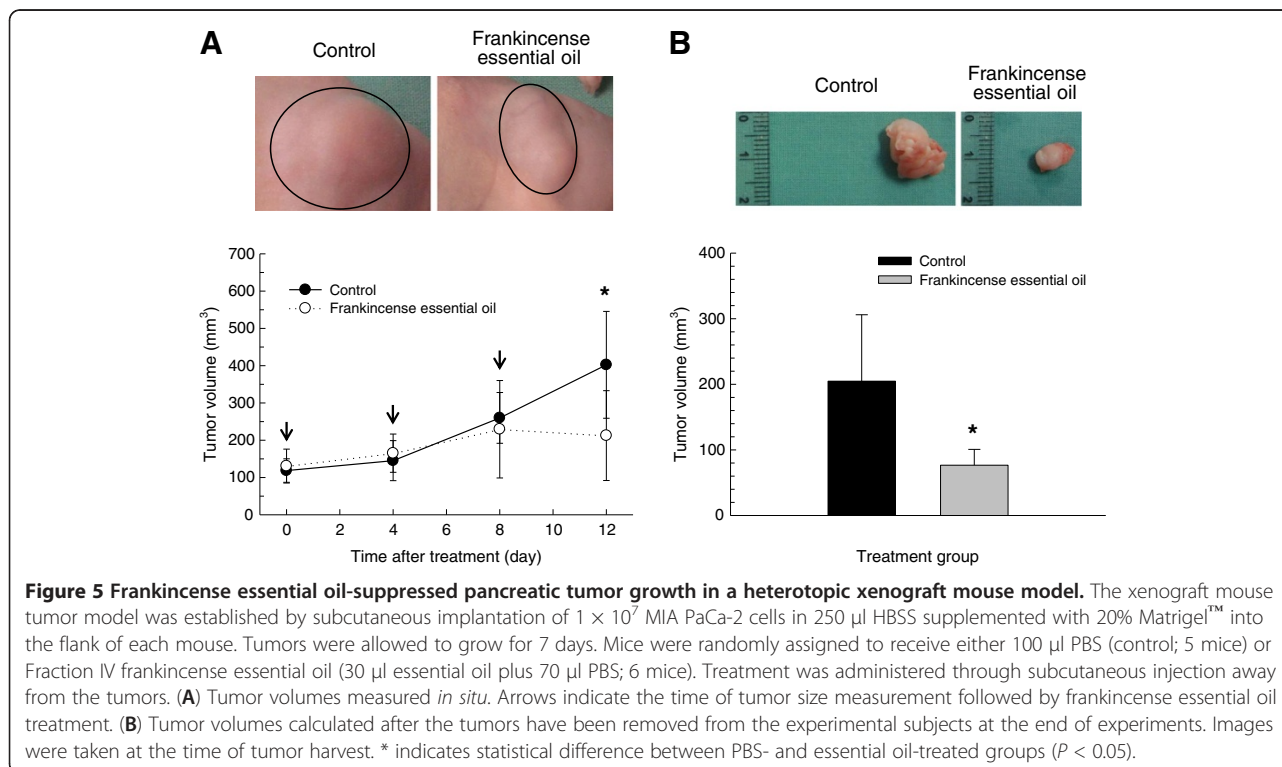 A
Control
Frankincense
essential oil
B
Control
Frankincense
essential oil
0
1
2
0
1
2
700
600
500
400
300
200
100
0
Tumor volume (mm³)
Control
Frankincense essential oil
*
0 2 4 6 8 10 12
Time after treatment (day)
400
300
200
100
0
Tumor volume (mm³)
Control
Frankincense essential oil
*
Treatment group
Figure 5 Frankincense essential oil-suppressed pancreatic tumor growth in a heterotopic xenograft mouse model. The xenograft mouse
tumor model was established by subcutaneous implantation of 1 × 10⁷ MIA PaCa-2 cells in 250 μl HBSS supplemented with 20% Matrigel™ into
the flank of each mouse. Tumors were allowed to grow for 7 days. Mice were randomly assigned to receive either 100 μl PBS (control; 5 mice) or
Fraction IV frankincense essential oil (30 μl essential oil plus 70 μl PBS; 6 mice). Treatment was administered through subcutaneous injection away
from the tumors. (A) Tumor volumes measured in situ. Arrows indicate the time of tumor size measurement followed by frankincense essential oil
treatment. (B) Tumor volumes calculated after the tumors have been removed from the experimental subjects at the end of experiments. Images
were taken at the time of tumor harvest. * indicates statistical difference between PBS- and essential oil-treated groups (P < 0.05).